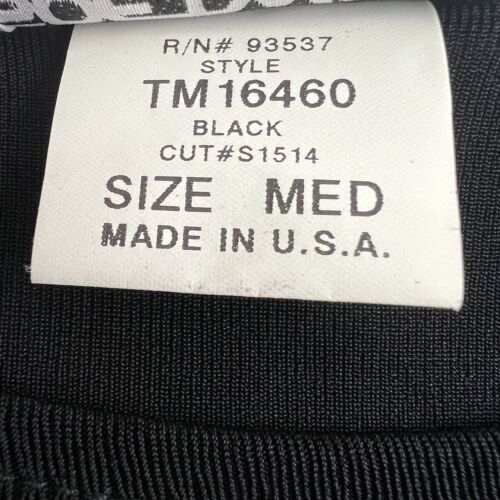 R/N# 93537
STYLE
TM16460
BLACK
CUT#S1514
SIZE MED
MADE IN U.S.A.